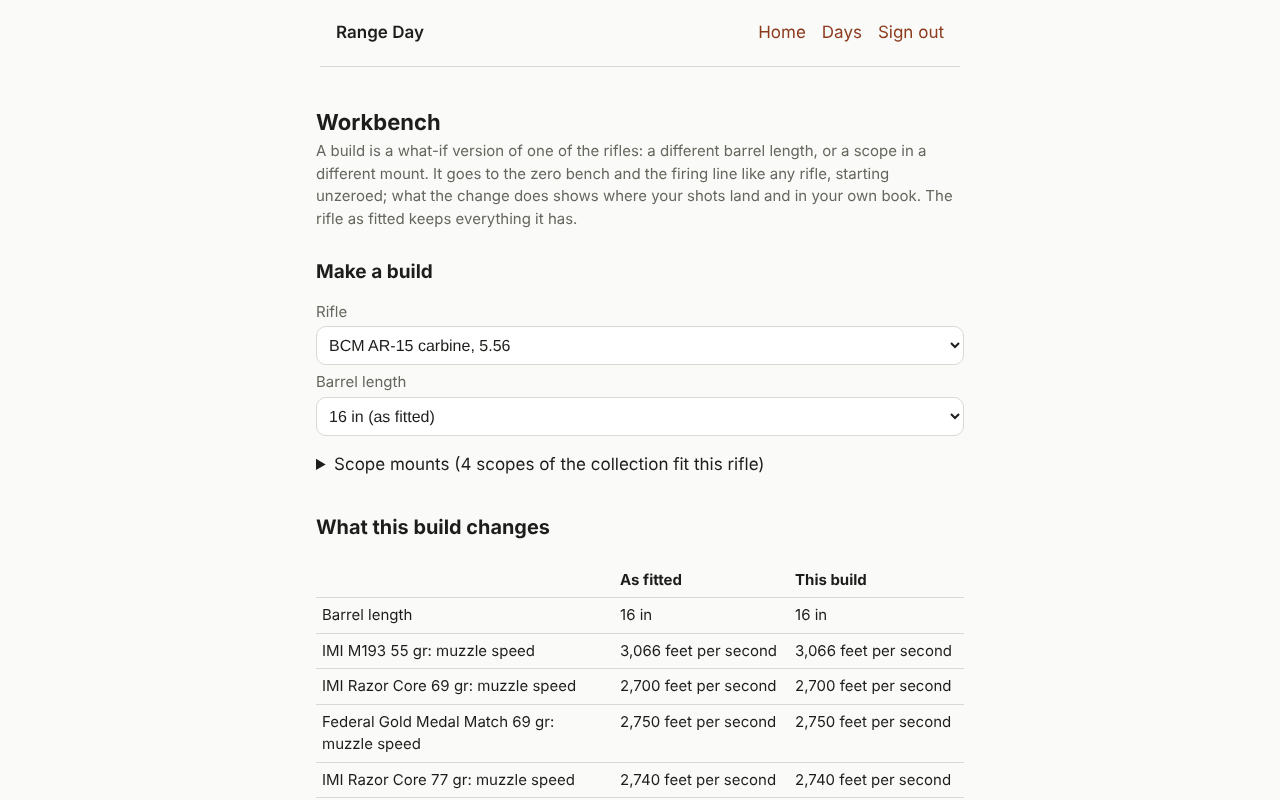 Range Day
Home Days Sign out
Workbench
A build is a what-if version of one of the rifles: a different barrel length, or a scope in a
different mount. It goes to the zero bench and the firing line like any rifle, starting
unzeroed; what the change does shows where your shots land and in your own book. The
rifle as fitted keeps everything it has.
Make a build
Rifle
BCM AR-15 carbine, 5.56
Barrel length
16 in (as fitted)
Scope mounts (4 scopes of the collection fit this rifle)
What this build changes
As fitted This build
Barrel length 16 in 16 in
IMI M193 55 gr: muzzle speed 3,066 feet per second 3,066 feet per second
IMI Razor Core 69 gr: muzzle speed 2,700 feet per second 2,700 feet per second
Federal Gold Medal Match 69 gr: 2,750 feet per second 2,750 feet per second
muzzle speed
IMI Razor Core 77 gr: muzzle speed 2,740 feet per second 2,740 feet per second